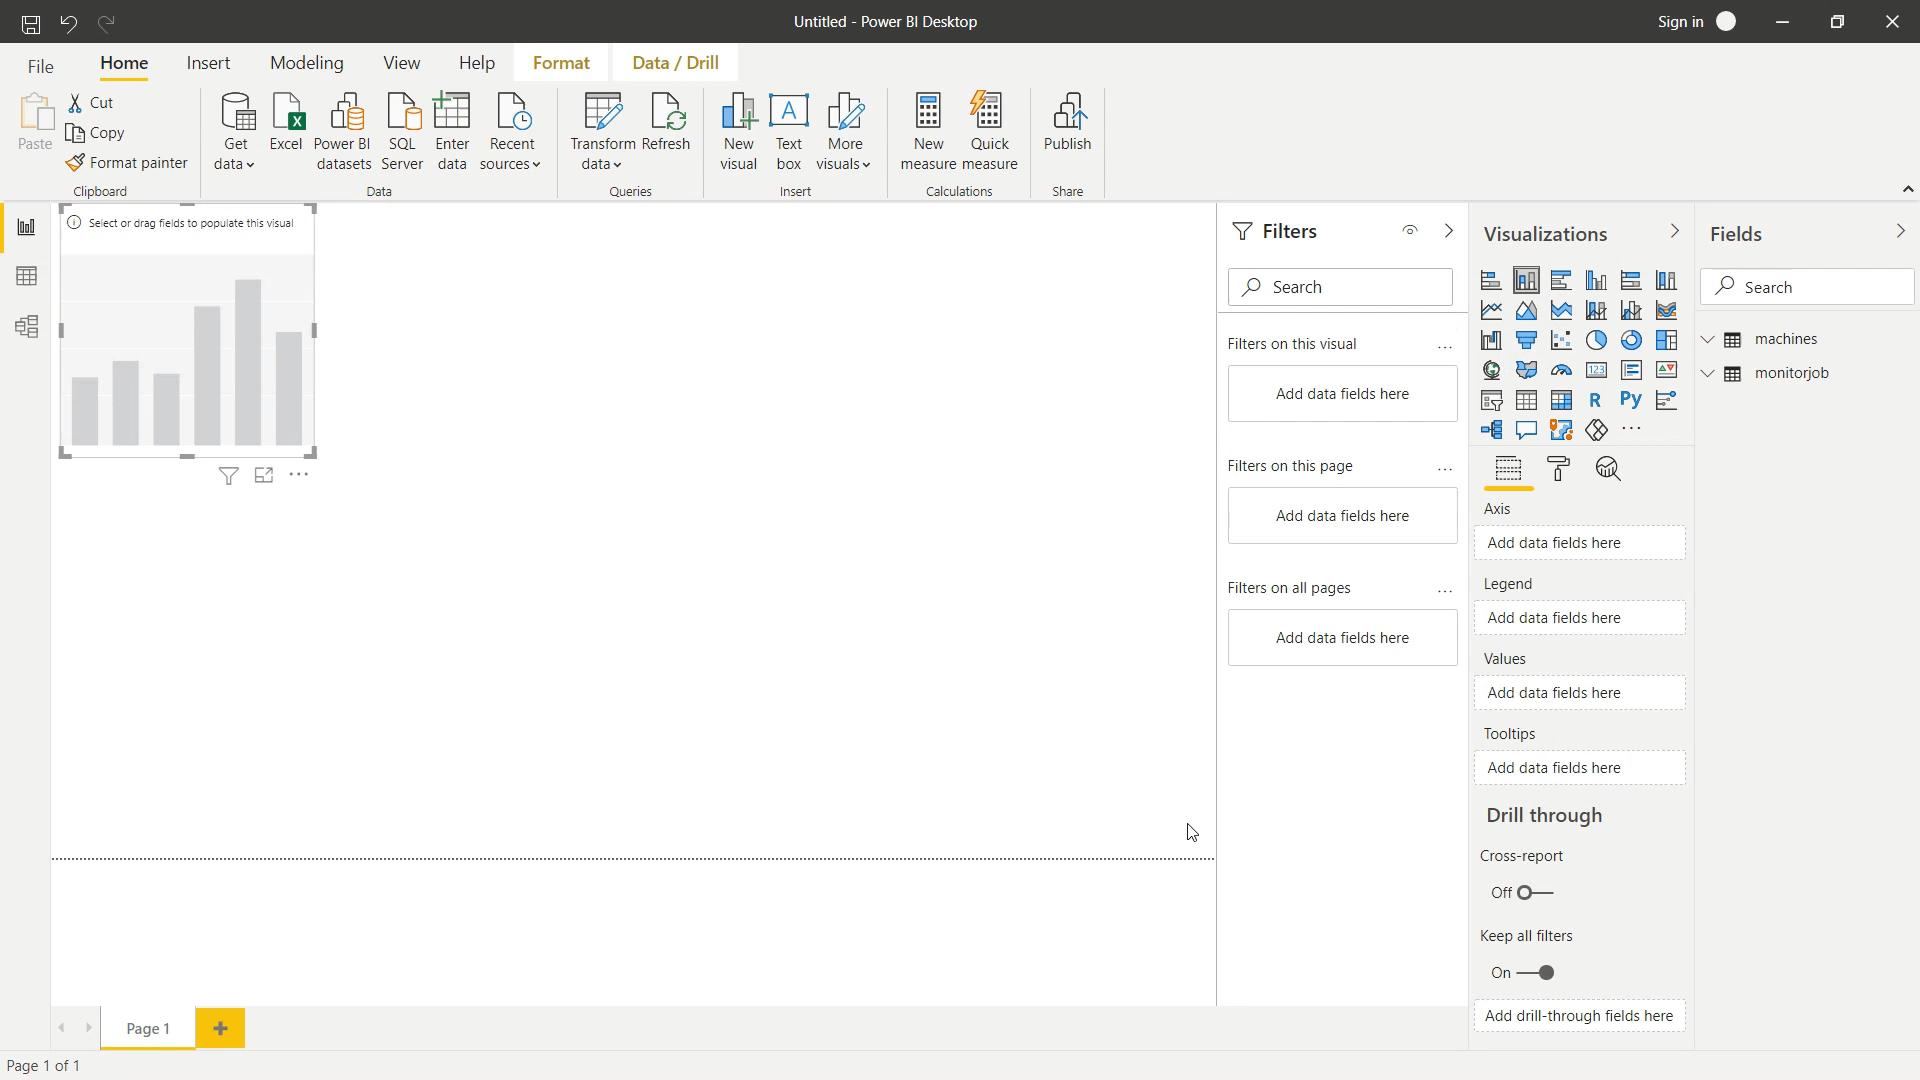 Untitled - Power BI Desktop
Sign in
File Home Insert Modeling View Help Format Data / Drill
Paste
Cut
Copy
Format painter
Clipboard
Get data
Excel
Power BI datasets
SQL Server
Enter data
Recent sources
Data
Transform data
Refresh
Queries
New visual
Text box
More visuals
Insert
New measure
Quick measure
Calculations
Publish
Share
Select or drag fields to populate this visual
Filters
Search
Filters on this visual
Add data fields here
Filters on this page
Add data fields here
Filters on all pages
Add data fields here
Visualizations
123
R
Py
Axis
Add data fields here
Legend
Add data fields here
Values
Add data fields here
Tooltips
Add data fields here
Drill through
Cross-report
Off
Keep all filters
On
Add drill-through fields here
Fields
Search
machines
monitorjob
Page 1
Page 1 of 1